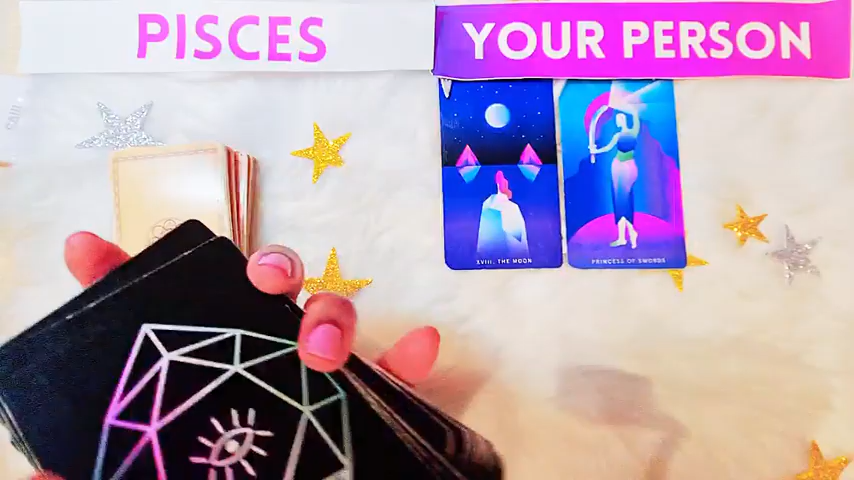 PISCES
YOUR PERSON
XVIII. THE MOON
PRINCESS OF SWORDS